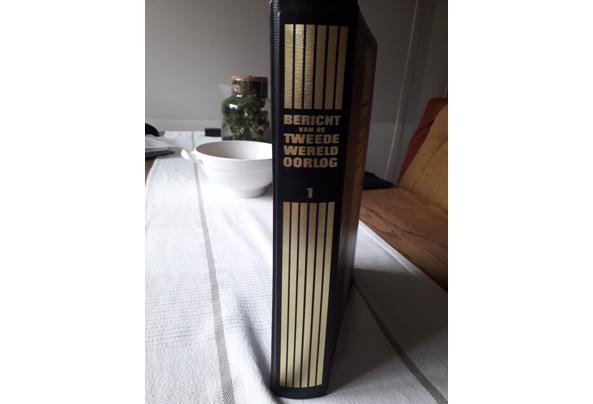 BERICHT
VAN DE
TWEEDE
WERELD
OORLOG
1